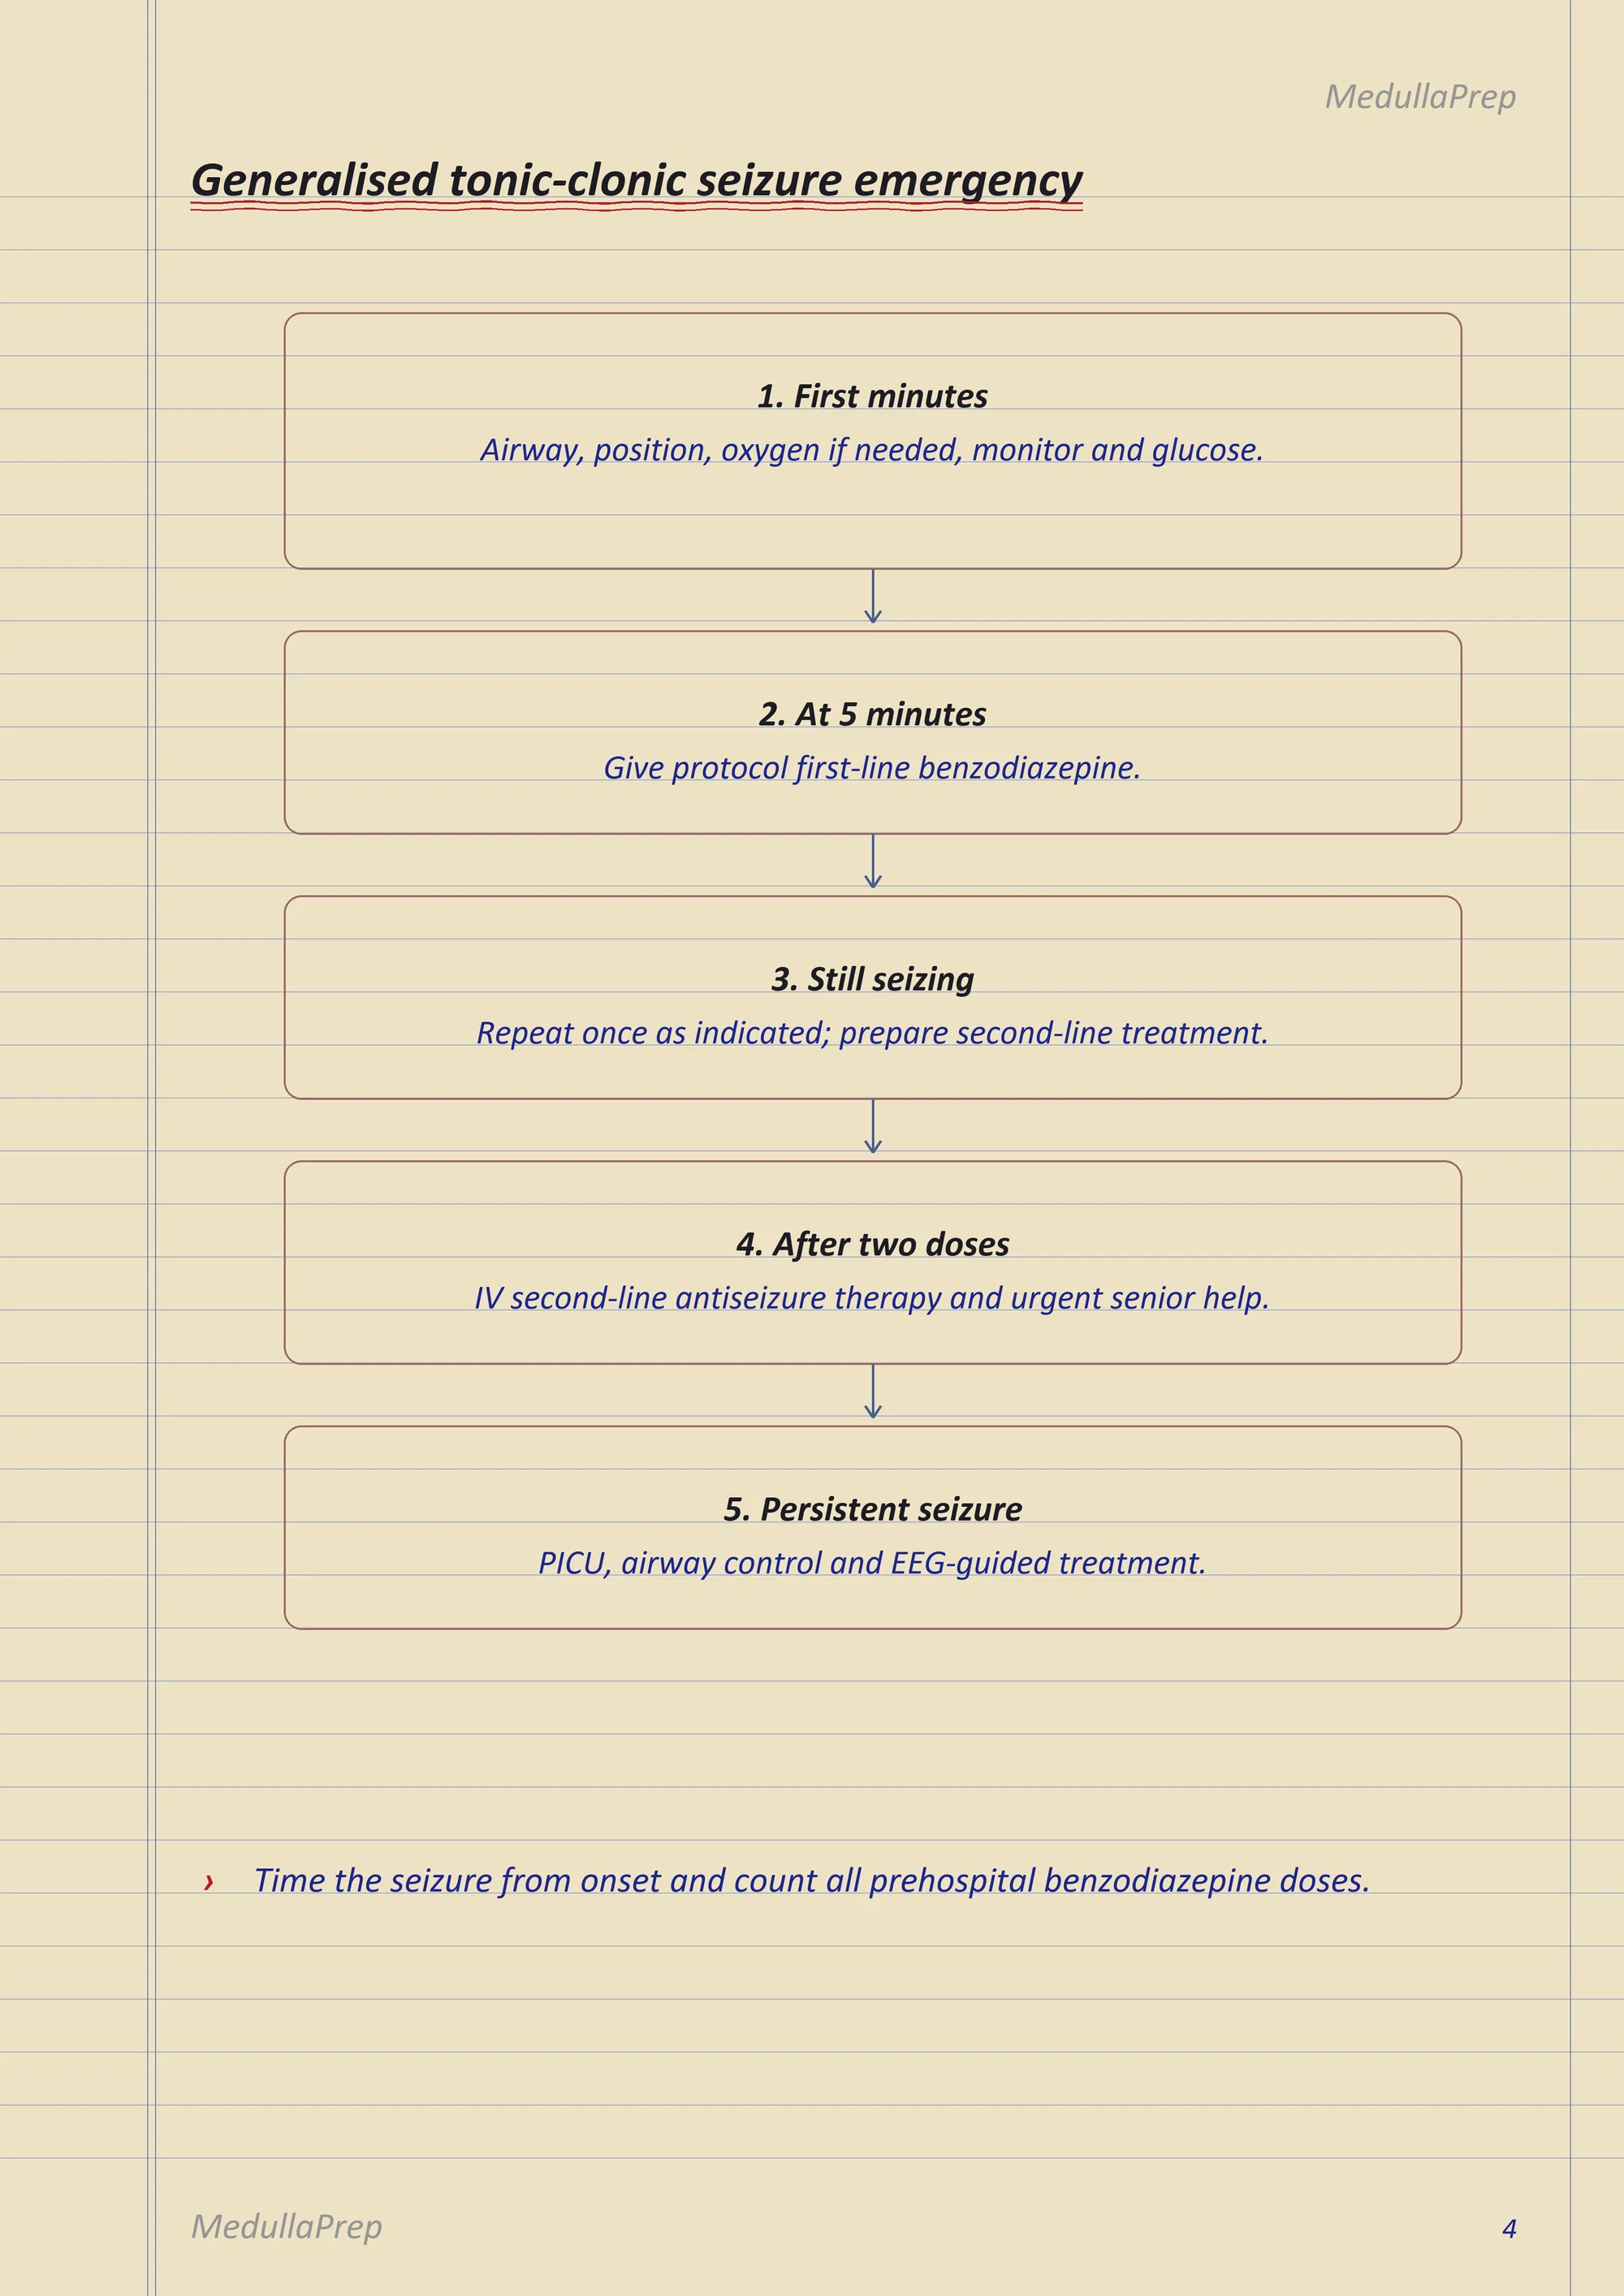 MedullaPrep
Generalised tonic-clonic seizure emergency
1. First minutes
Airway, position, oxygen if needed, monitor and glucose.
2. At 5 minutes
Give protocol first-line benzodiazepine.
3. Still seizing
Repeat once as indicated; prepare second-line treatment.
4. After two doses
IV second-line antiseizure therapy and urgent senior help.
5. Persistent seizure
PICU, airway control and EEG-guided treatment.
› Time the seizure from onset and count all prehospital benzodiazepine doses.
MedullaPrep
4